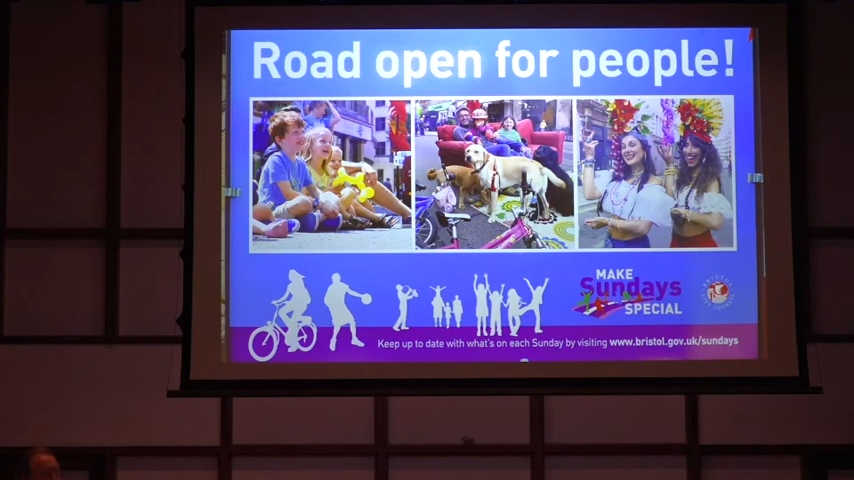 Road open for people!
MAKE
Sundays
SPECIAL
Keep up to date with what's on each Sunday by visiting www.bristol.gov.uk/sundays